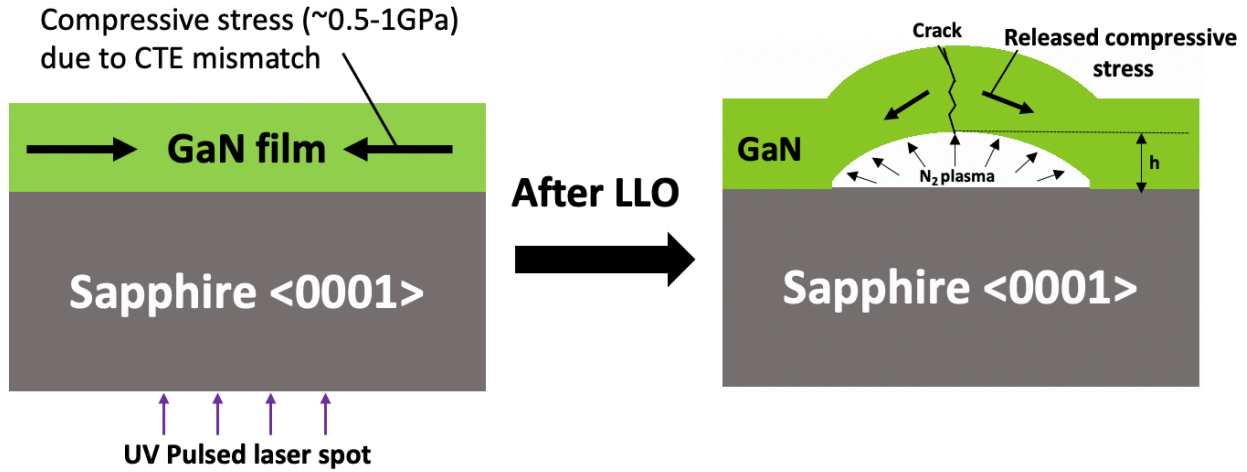 Compressive stress (~0.5-1GPa)
due to CTE mismatch
GaN film
Sapphire <0001>
UV Pulsed laser spot
After LLO
Crack
Released compressive
stress
GaN
N₂ plasma
h
Sapphire <0001>